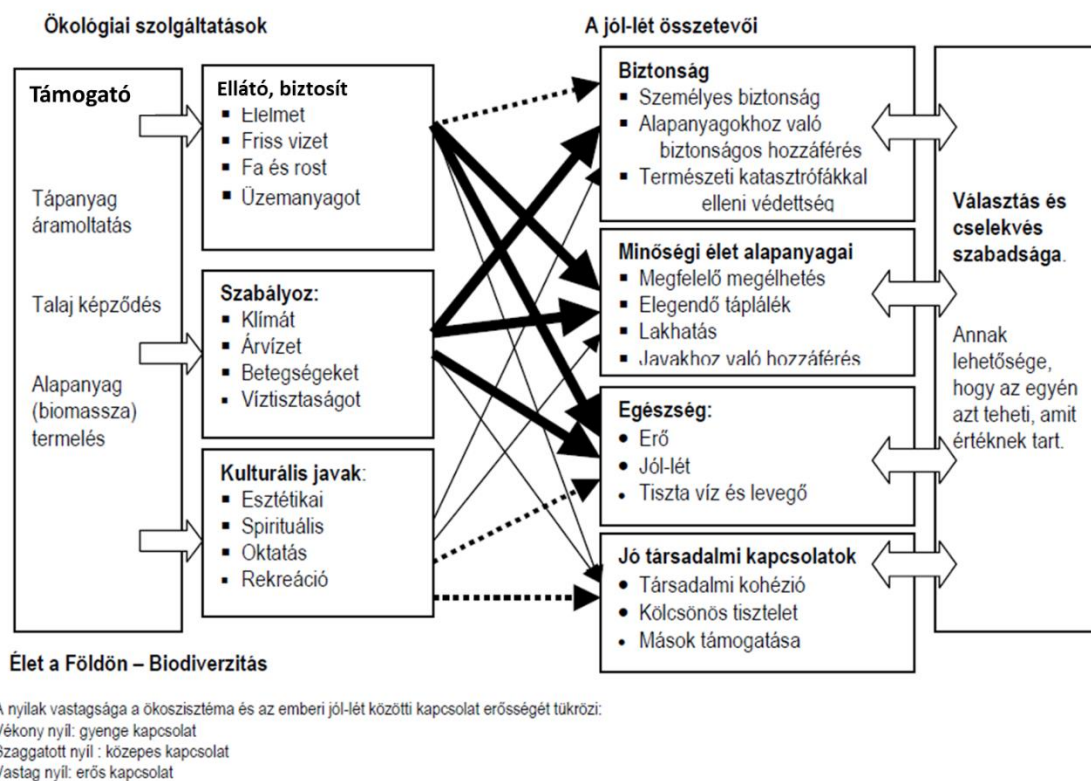 Ökológiai szolgáltatások
Támogató
Tápanyag
áramoltatás
Talaj képződés
Alapanyag
(biomassza)
termelés
Ellátó, biztosít
Élelmet
Friss vizet
Fa és rost
Üzemanyagot
Szabályoz:
Klímát
Árvízet
Betegségeket
Víztisztaságot
Kulturális javak:
Esztétikai
Spirituális
Oktatás
Rekreáció
A jól-lét összetevői
Biztonság
Személyes biztonság
Alapanyagokhoz való
biztonságos hozzáférés
Természeti katasztrófákkal
elleni védettség
Minőségi élet alapanyagai
Megfelelő megélhetés
Elegendő táplálék
Lakhatás
Javakhoz való hozzáférés
Egészség:
Erő
Jól-lét
Tiszta víz és levegő
Jó társadalmi kapcsolatok
Társadalmi kohézió
Kölcsönös tisztelet
Mások támogatása
Választás és
cselekvés
szabadsága.
Annak
lehetősége,
hogy az egyén
azt teheti, amit
értéknek tart.
Élet a Földön – Biodiverzitás
A nyilak vastagsága a ökoszisztéma és az emberi jól-lét közötti kapcsolat erősségét tükrözi:
Vékony nyíl: gyenge kapcsolat
Szaggatott nyíl : közepes kapcsolat
Vastag nyíl: erős kapcsolat